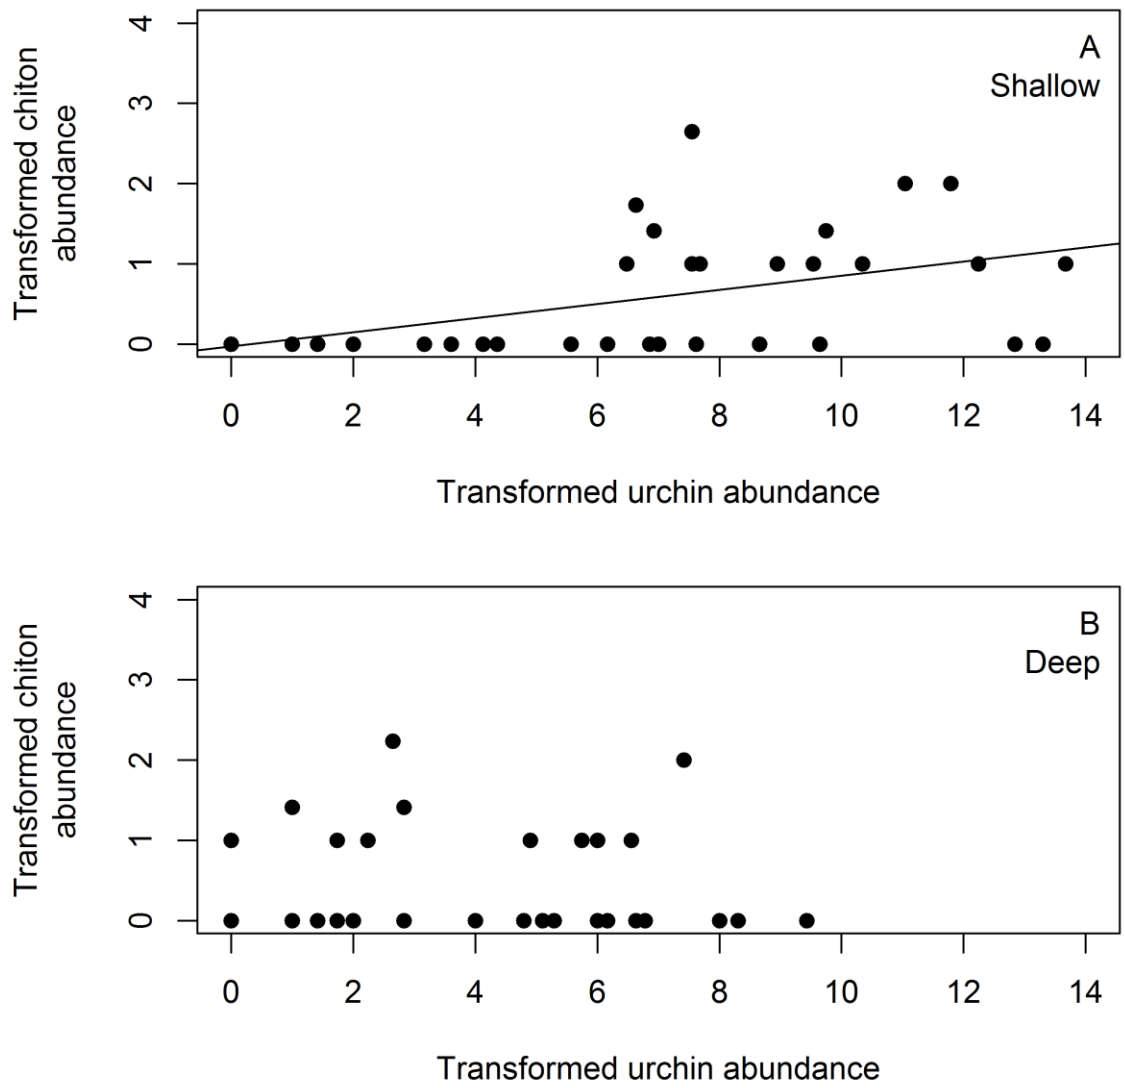 Transformed chiton
abundance
4
3
2
1
0
A
Shallow
0 2 4 6 8 10 12 14
Transformed urchin abundance
Transformed chiton
abundance
4
3
2
1
0
B
Deep
0 2 4 6 8 10 12 14
Transformed urchin abundance